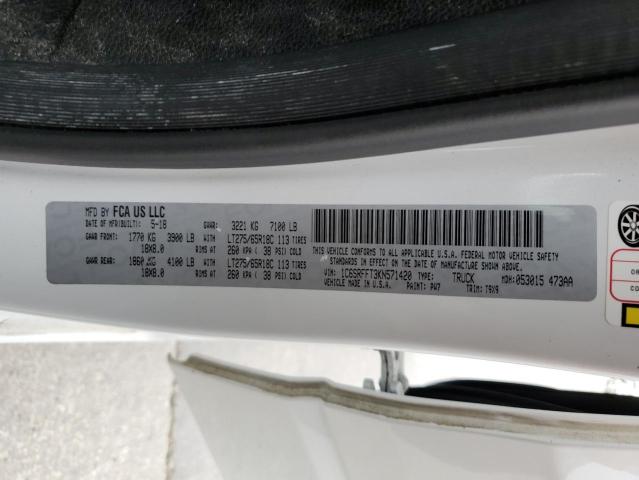 MFD BY FCA US LLC
DATE OF MFR(BUILT): 5-18 GVWR: 3221 KG 7100 LB
GAWR FRONT: 1770 KG 3900 LB WITH LT275/65R18C 113 TIRES
18X8.0 RIMS AT 260 KPA ( 38 PSI) COLD
GAWR REAR: 1860 KG 4100 LB WITH LT275/65R18C 113 TIRES
18X8.0 RIMS AT 260 KPA ( 38 PSI) COLD
THIS VEHICLE CONFORMS TO ALL APPLICABLE U.S.A. FEDERAL MOTOR VEHICLE SAFETY
STANDARDS IN EFFECT ON THE DATE OF MANUFACTURE SHOWN ABOVE.
VIN: 1C6SRFFT3KN571420 TYPE: TRUCK MDH: 053015 473AA
VEHICLE MADE IN U.S.A. PAINT: PW7 TRIM: T9X9